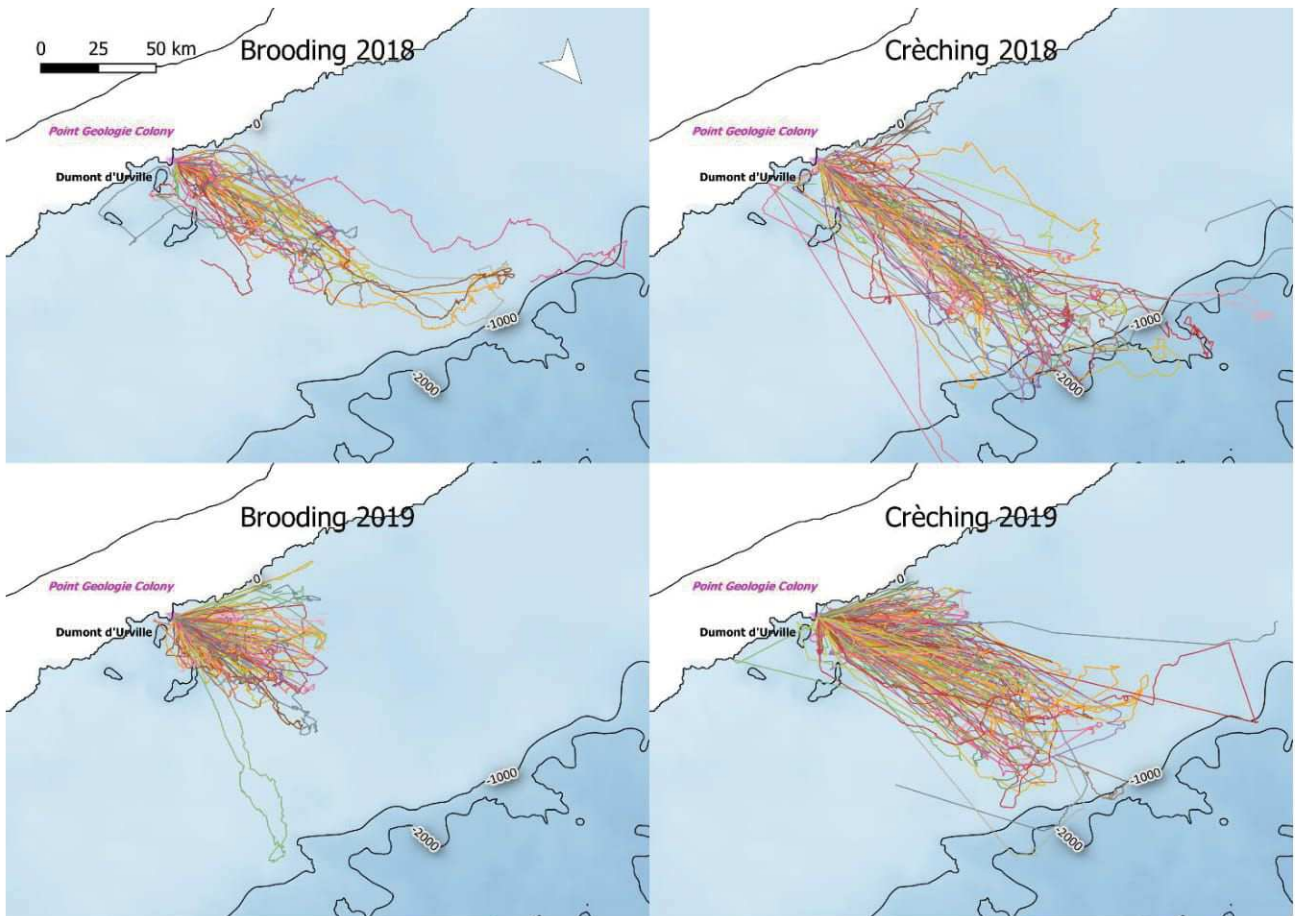 0 25 50 km
Brooding 2018
Point Geologie Colony
Dumont d'Urville
0
-1000
-2000
Crèching 2018
Point Geologie Colony
Dumont d'Urville
0
-1000
-2000
Brooding 2019
Point Geologie Colony
Dumont d'Urville
0
-1000
-2000
Crèching 2019
Point Geologie Colony
Dumont d'Urville
0
-1000
-2000